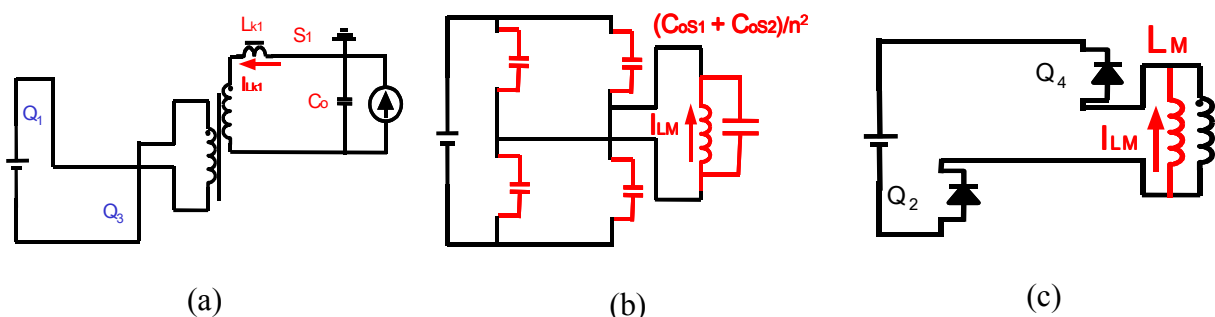 Lk1
S1
ILk1
Co
Q1
Q3
(a)
(CoS1 + CoS2)/n²
ILM
(b)
Q4
LM
ILM
Q2
(c)